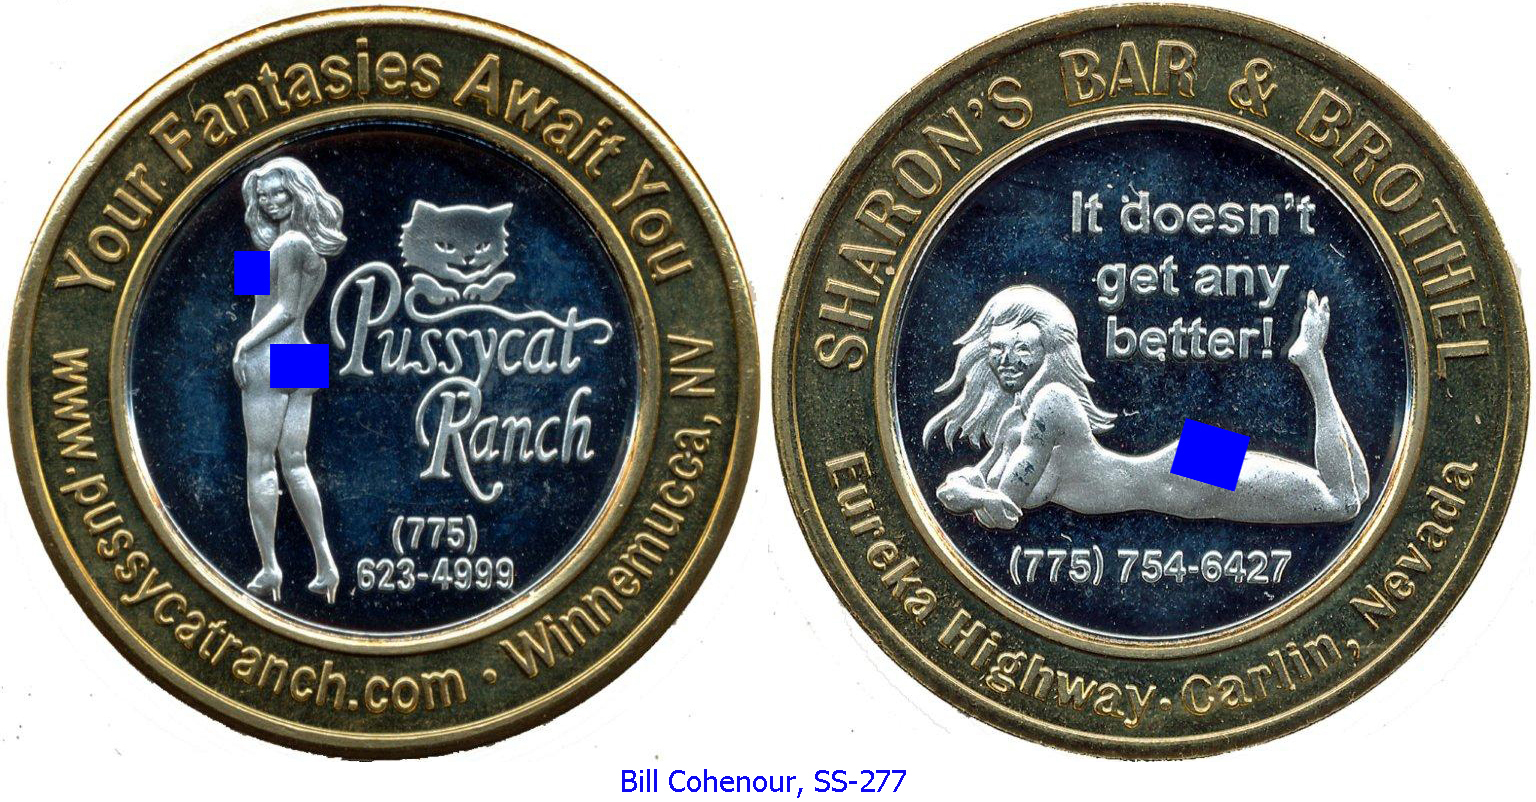 Your Fantasies Await You
Pussycat
Ranch
(775)
623-4999
www.pussycatranch.com · Winnemucca, NV
SHARON'S BAR & BROTHEL
It doesn't
get any
better!
(775) 754-6427
Eureka Highway · Carlin, Nevada
Bill Cohenour, SS-277